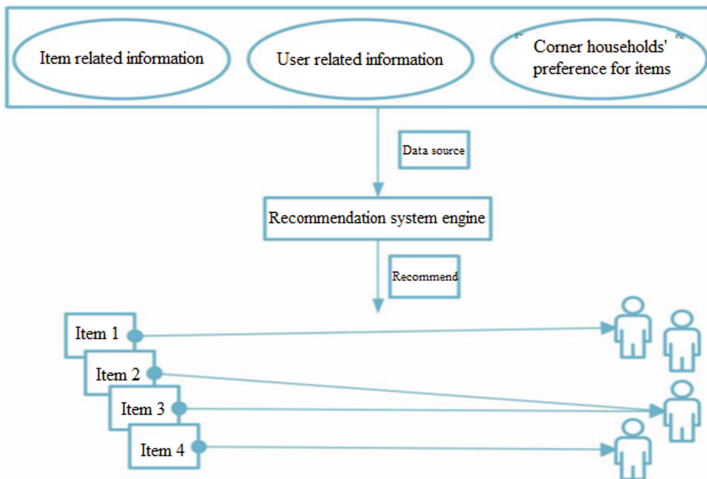 Item related information
User related information
Corner households'
preference for items
Data source
Recommendation system engine
Recommend
Item 1
Item 2
Item 3
Item 4